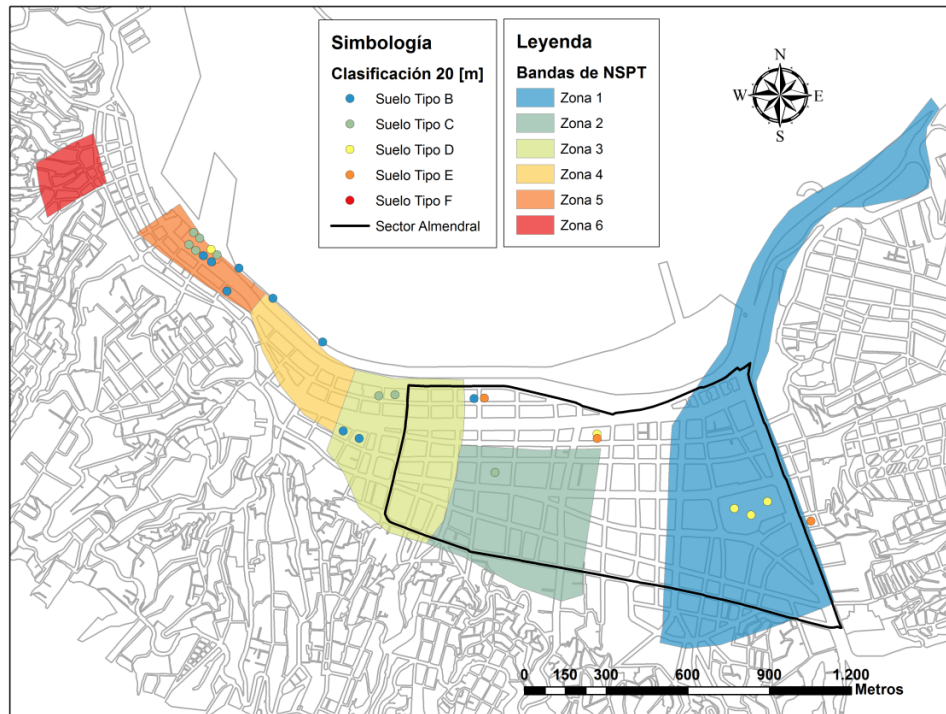 Simbología
Clasificación 20 [m]
Suelo Tipo B
Suelo Tipo C
Suelo Tipo D
Suelo Tipo E
Suelo Tipo F
Sector Almendral
Leyenda
Bandas de NSPT
Zona 1
Zona 2
Zona 3
Zona 4
Zona 5
Zona 6
N
W E
S
0 150 300 600 900 1.200
Metros